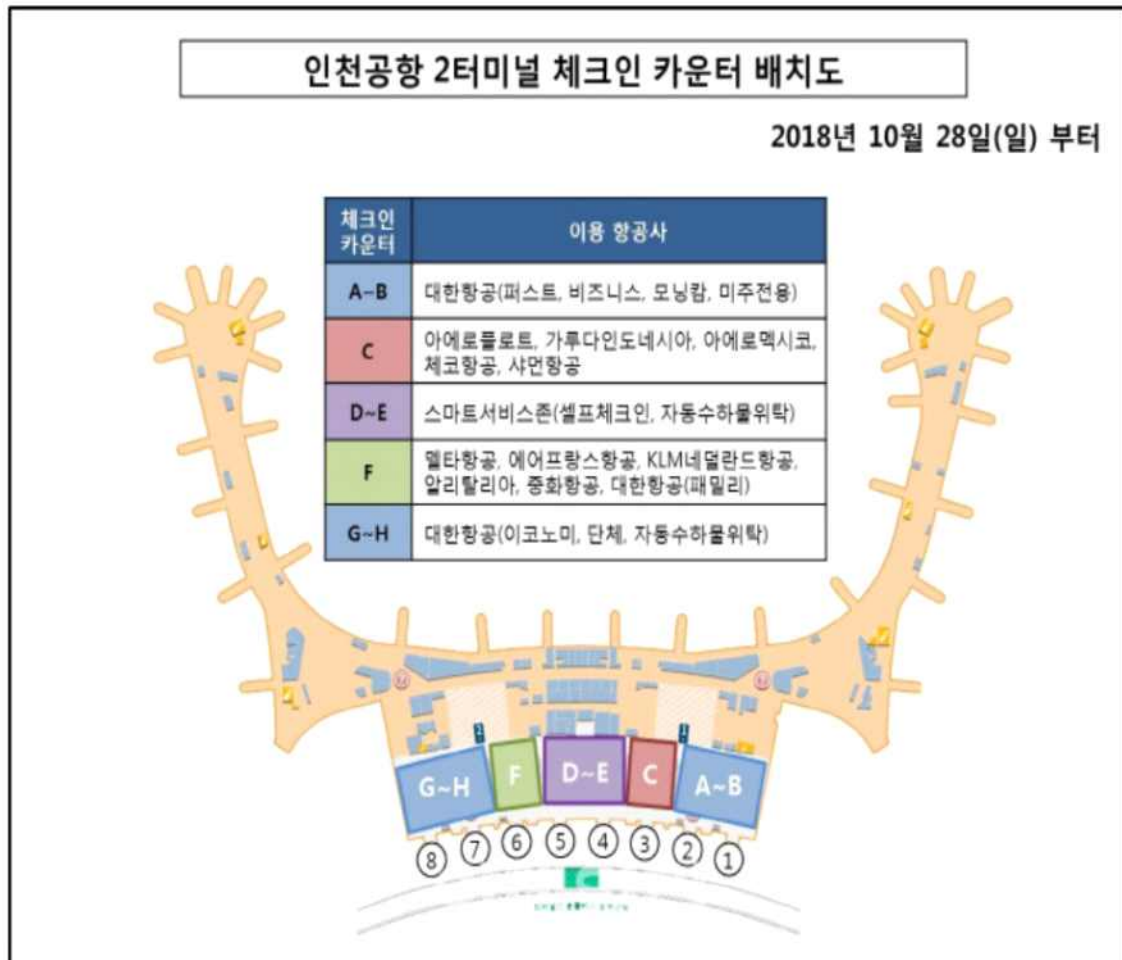 인천공항 2터미널 체크인 카운터 배치도
2018년 10월 28일(일) 부터
체크인
카운터
이용 항공사
A~B
대한항공(퍼스트, 비즈니스, 모닝캄, 미주전용)
C
아에로플로트, 가루다인도네시아, 아에로멕시코,
체코항공, 샤먼항공
D~E
스마트서비스존(셀프체크인, 자동수하물위탁)
F
델타항공, 에어프랑스항공, KLM네덜란드항공,
알리탈리아, 중화항공, 대한항공(패밀리)
G~H
대한항공(이코노미, 단체, 자동수하물위탁)
2
1
G~H
F
D~E
C
A~B
8
7
6
5
4
3
2
1